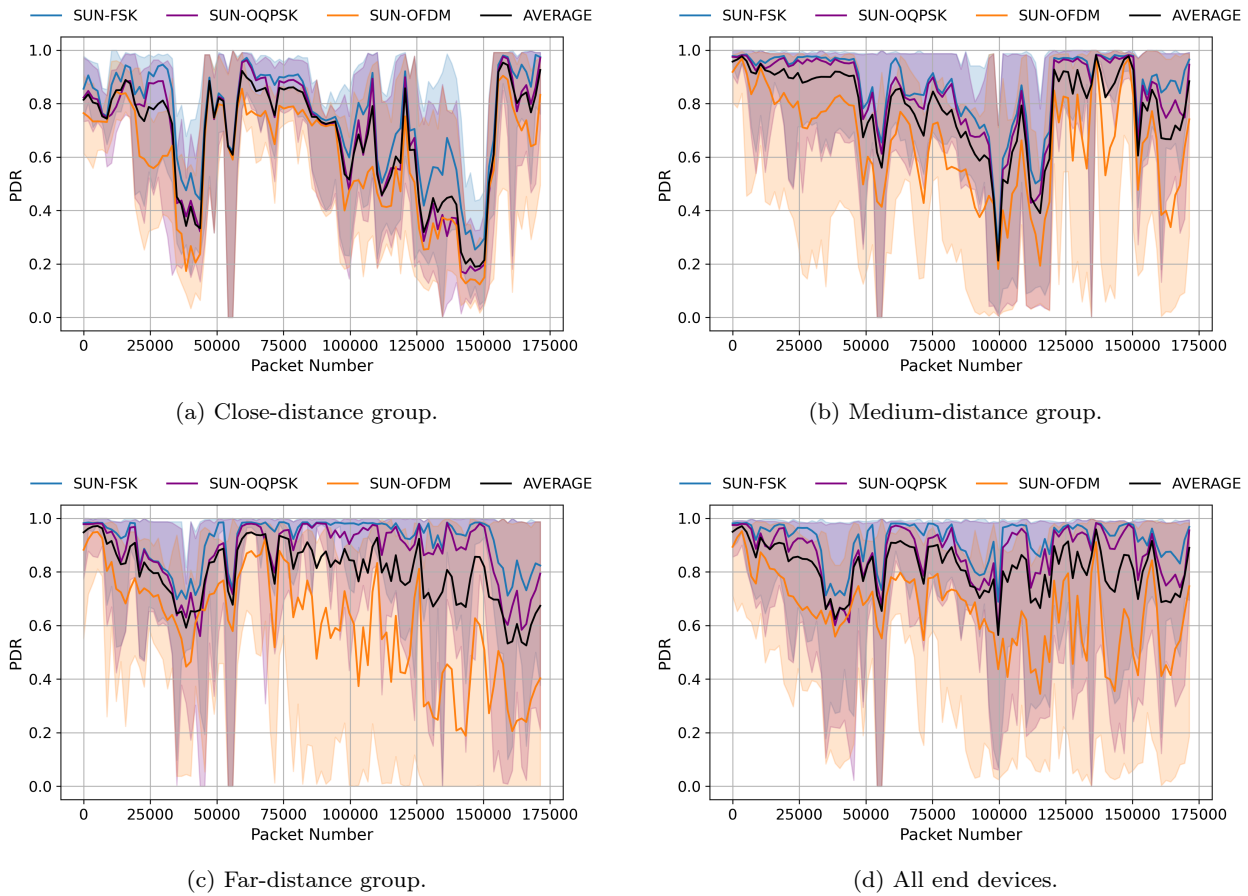 SUN-FSK SUN-OQPSK SUN-OFDM AVERAGE
1.0
0.8
0.6
0.4
0.2
0.0
PDR
0 25000 50000 75000 100000 125000 150000 175000
Packet Number
(a) Close-distance group.
SUN-FSK SUN-OQPSK SUN-OFDM AVERAGE
1.0
0.8
0.6
0.4
0.2
0.0
PDR
0 25000 50000 75000 100000 125000 150000 175000
Packet Number
(b) Medium-distance group.
SUN-FSK SUN-OQPSK SUN-OFDM AVERAGE
1.0
0.8
0.6
0.4
0.2
0.0
PDR
0 25000 50000 75000 100000 125000 150000 175000
Packet Number
(c) Far-distance group.
SUN-FSK SUN-OQPSK SUN-OFDM AVERAGE
1.0
0.8
0.6
0.4
0.2
0.0
PDR
0 25000 50000 75000 100000 125000 150000 175000
Packet Number
(d) All end devices.